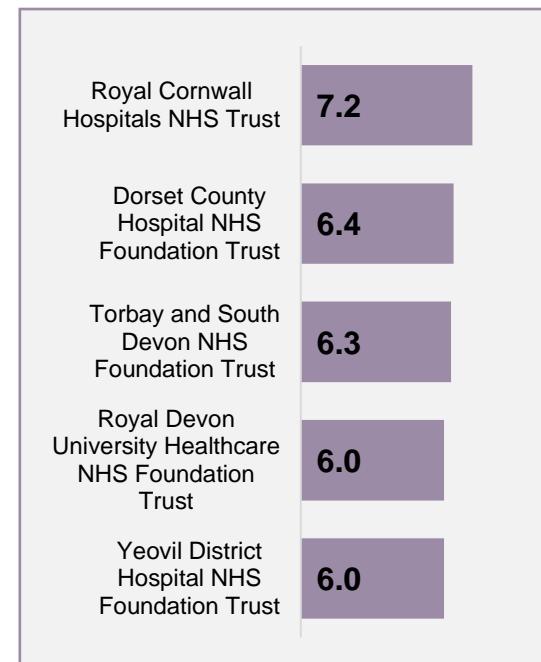 Royal Cornwall
Hospitals NHS Trust
7.2
Dorset County
Hospital NHS
Foundation Trust
6.4
Torbay and South
Devon NHS
Foundation Trust
6.3
Royal Devon
University Healthcare
NHS Foundation
Trust
6.0
Yeovil District
Hospital NHS
Foundation Trust
6.0